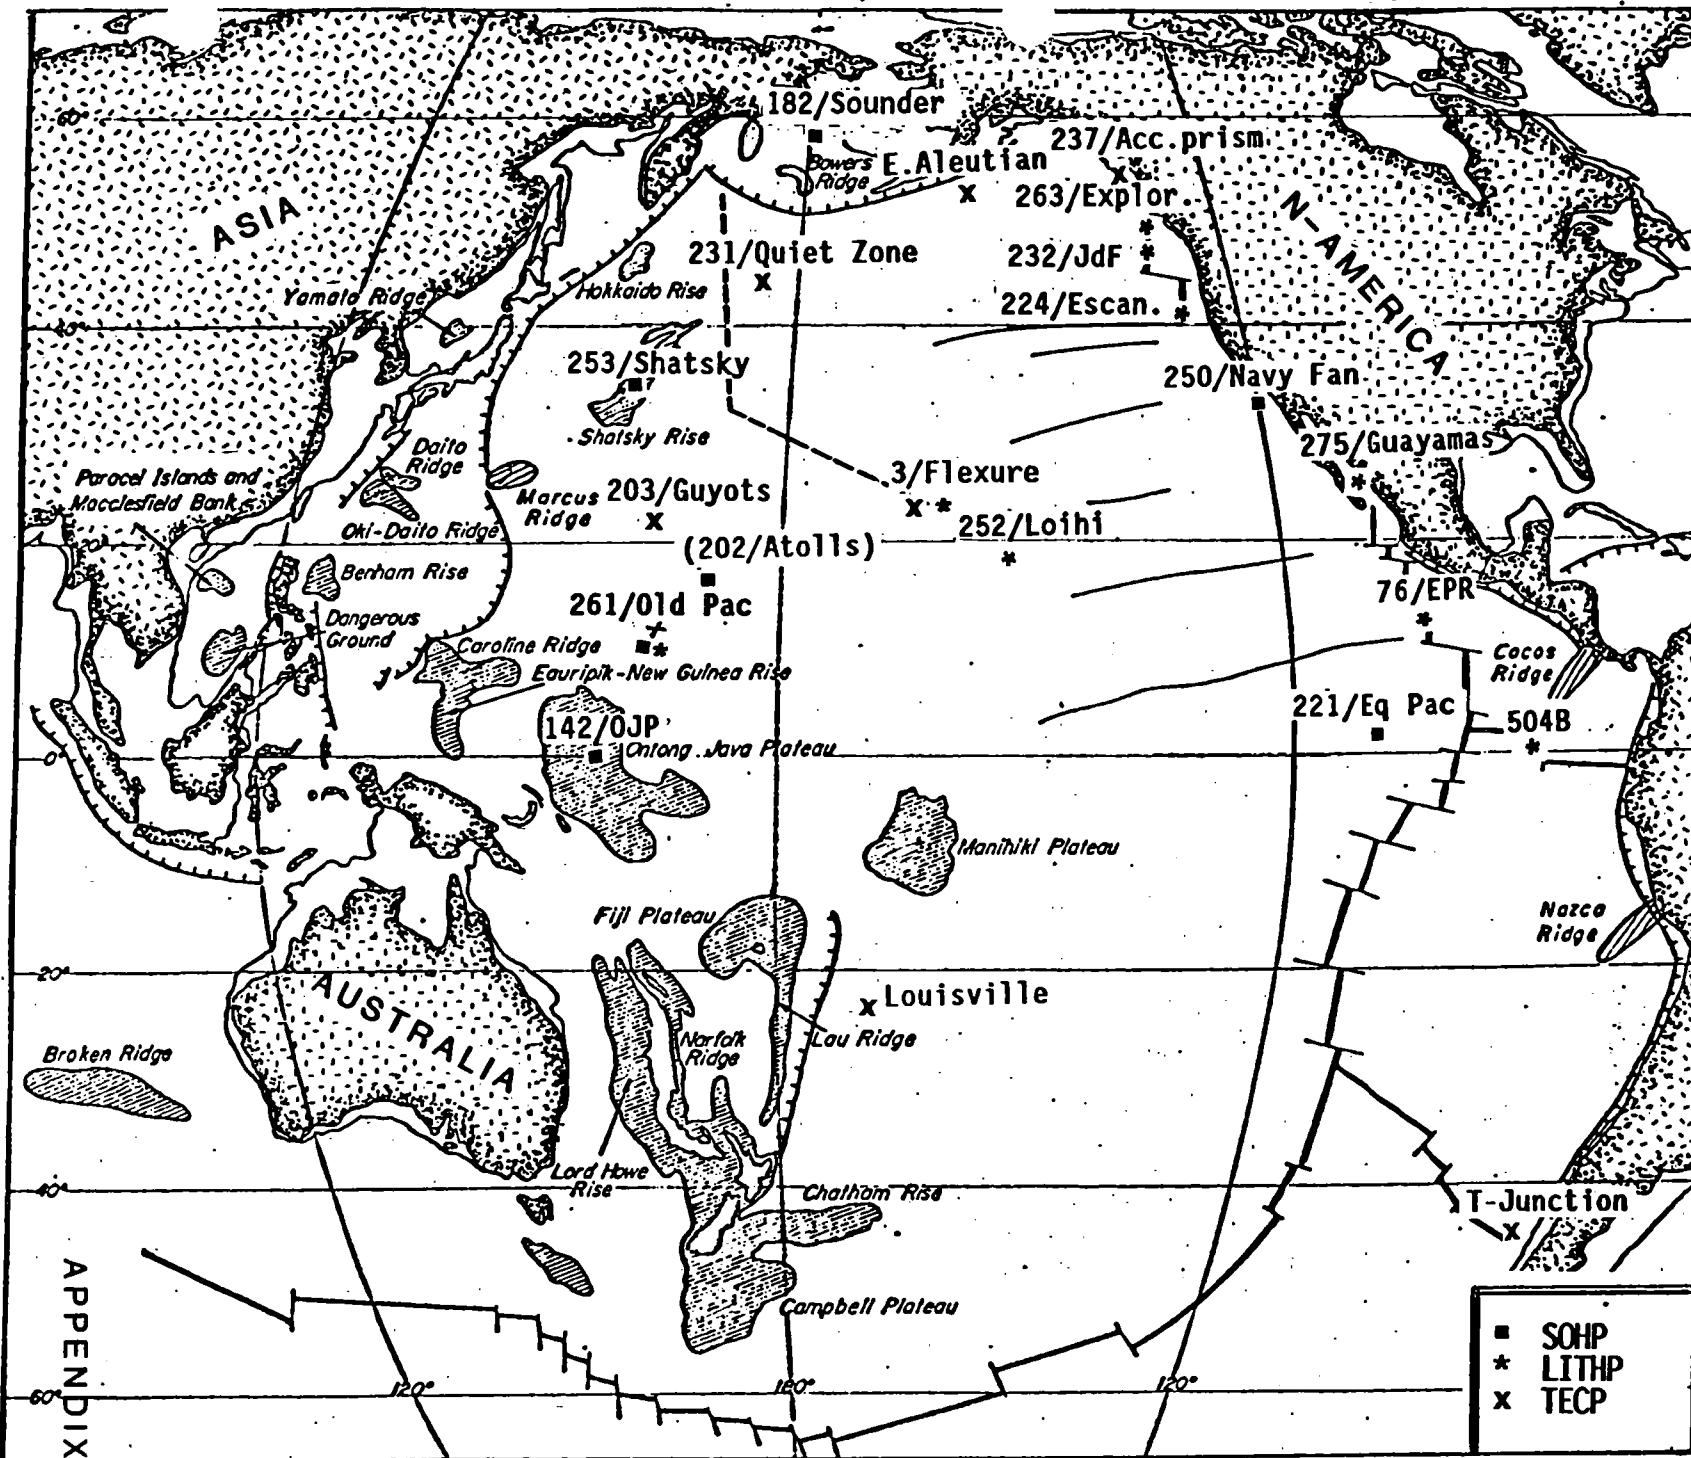 182/Sounder
60°
237/Acc.prism
Bowers
Ridge
E.Aleutian
263/Explor.
ASIA
N-AMERICA
231/Quiet Zone
232/JdF
Hokkaido Rise
Yamato Ridge
224/Escan.
40°
253/Shatsky
250/Navy Fan
Shatsky Rise
275/Guayamas
Daito
Ridge
Paracel Islands and
Macclesfield Bank
3/Flexure
Marcus
Ridge
203/Guyots
252/Loihi
Oki-Daito Ridge
20°
(202/Atolls)
Benham Rise
76/EPR
261/Old Pac
Dangerous
Ground
Caroline Ridge
Cocos
Ridge
Eauripik-New Guinea Rise
221/Eq Pac
504B
142/OJP
Ontong Java Plateau
0°
Manihiki Plateau
Fiji Plateau
Nazca
Ridge
20°
AUSTRALIA
Louisville
Norfolk
Ridge
Lau Ridge
Broken Ridge
Lord Howe
Rise
40°
Chatham Rise
T-Junction
Campbell Plateau
APPENDIX
■ SOHP
* LITHP
x TECP
60°
120°
180°
120°